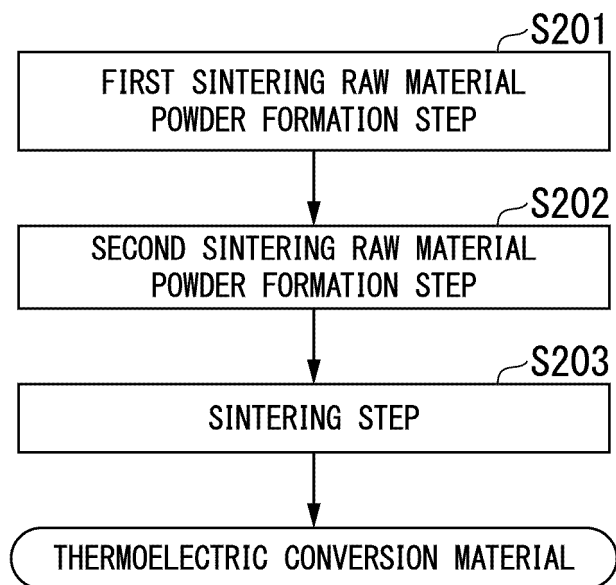 S201
FIRST SINTERING RAW MATERIAL
POWDER FORMATION STEP
S202
SECOND SINTERING RAW MATERIAL
POWDER FORMATION STEP
S203
SINTERING STEP
THERMOELECTRIC CONVERSION MATERIAL